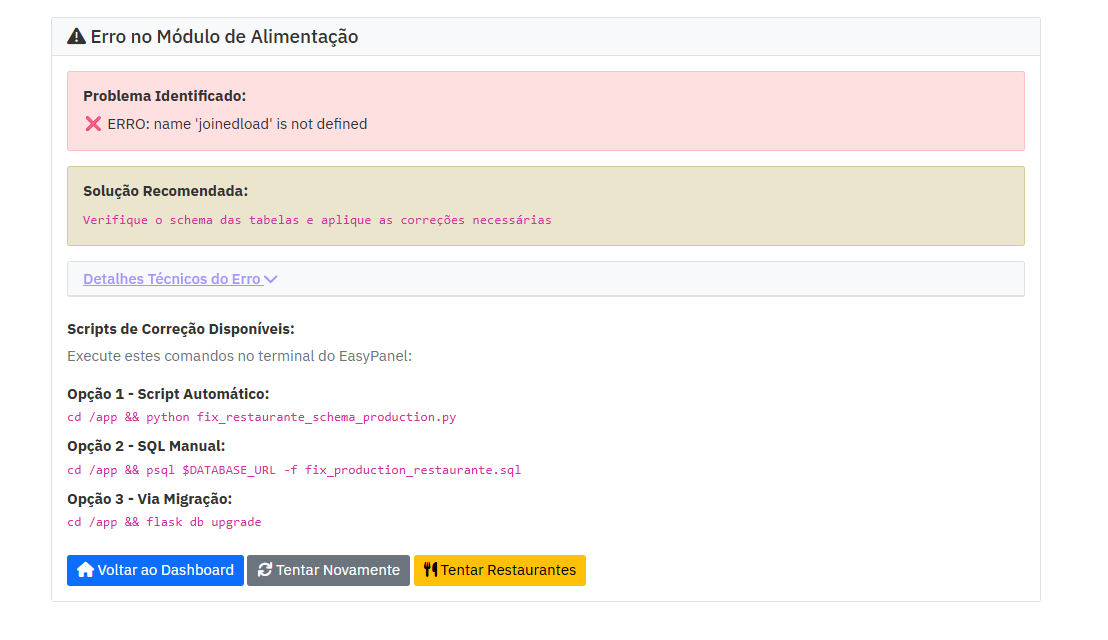 Erro no Módulo de Alimentação
Problema Identificado:
❌ ERRO: name 'joinedload' is not defined
Solução Recomendada:
Verifique o schema das tabelas e aplique as correções necessárias
Detalhes Técnicos do Erro
Scripts de Correção Disponíveis:
Execute estes comandos no terminal do EasyPanel:
Opção 1 - Script Automático:
cd /app && python fix_restaurante_schema_production.py
Opção 2 - SQL Manual:
cd /app && psql $DATABASE_URL -f fix_production_restaurante.sql
Opção 3 - Via Migração:
cd /app && flask db upgrade
Voltar ao Dashboard Tentar Novamente Tentar Restaurantes